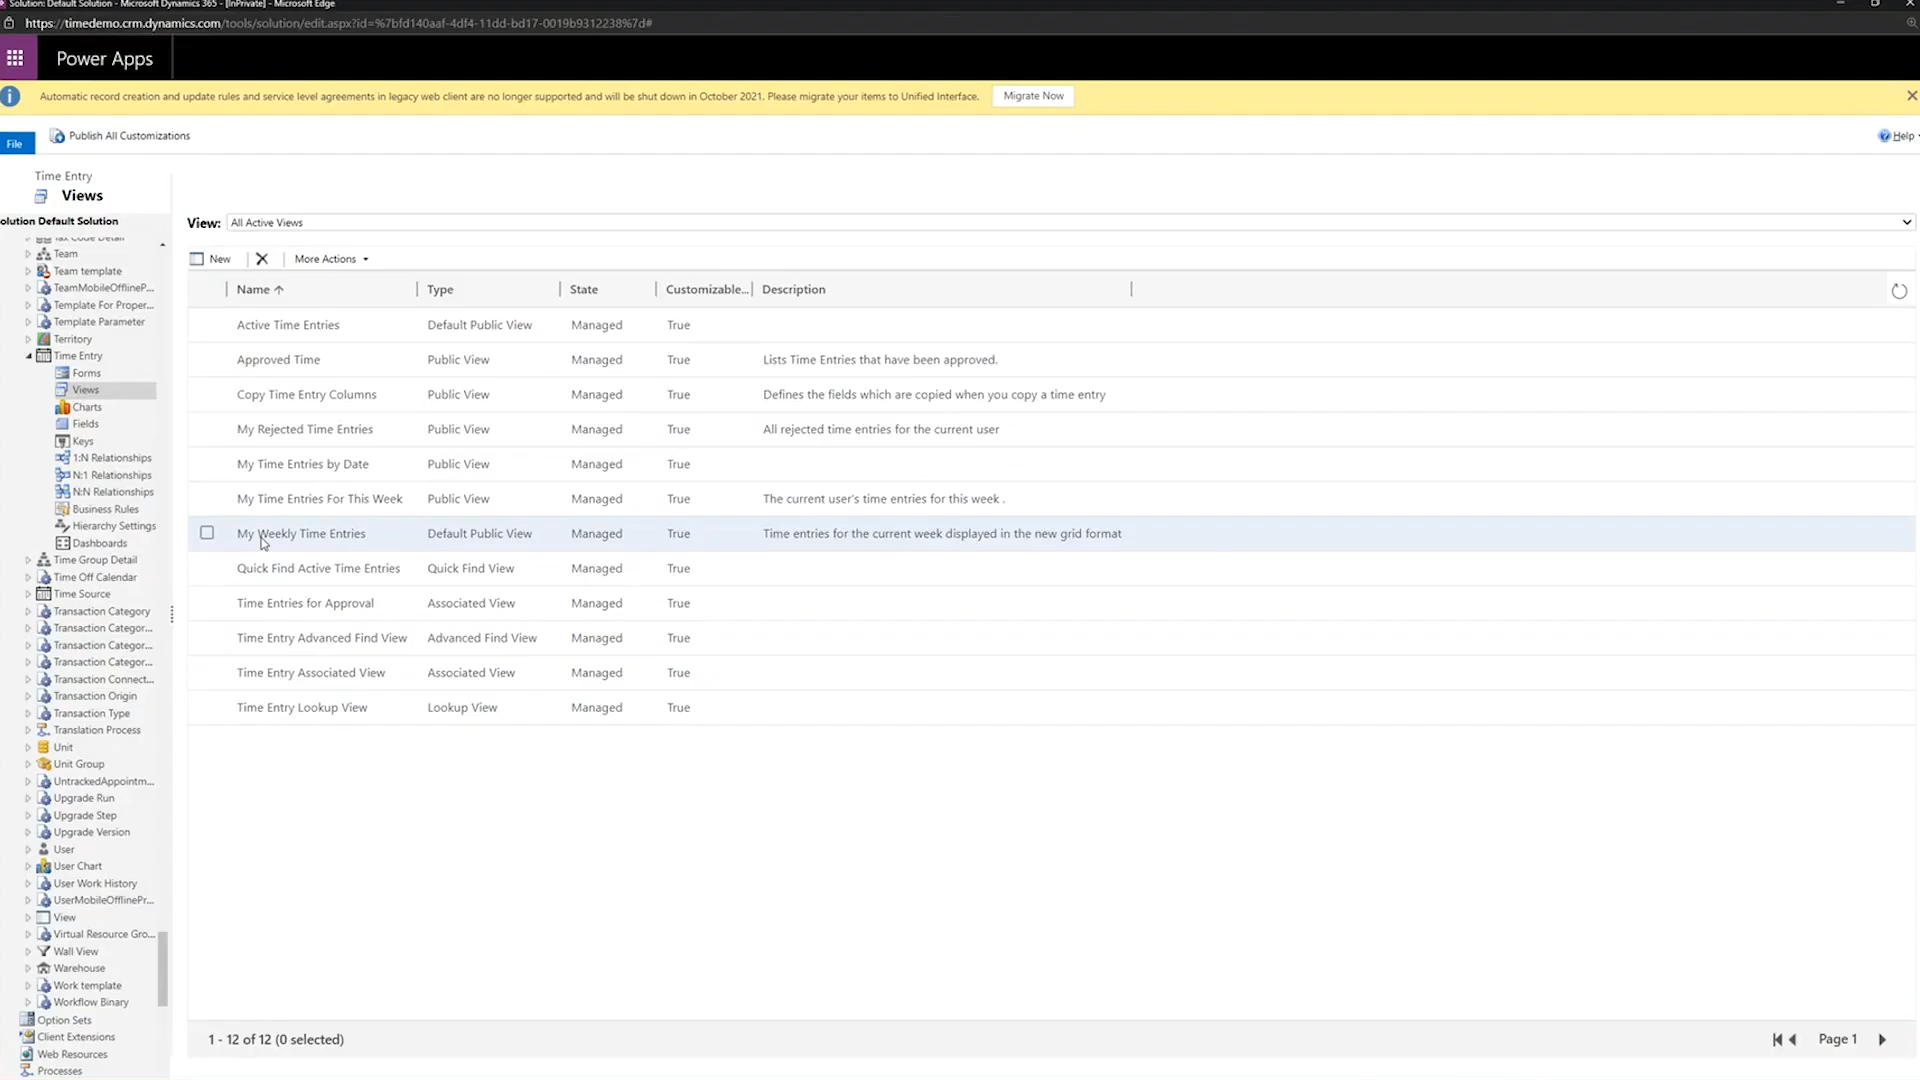 Solution: Default Solution - Microsoft Dynamics 365 - [InPrivate] - Microsoft Edge
https://timedemo.crm.dynamics.com/tools/solution/edit.aspx?id=%7bfd140aaf-4df4-11dd-bd17-0019b9312238%7d#
Power Apps
Automatic record creation and update rules and service level agreements in legacy web client are no longer supported and will be shut down in October 2021. Please migrate your items to Unified Interface. Migrate Now
File Publish All Customizations Help
Time Entry
Views
olution Default Solution
Tax Code Detail
Team
Team template
TeamMobileOfflineP...
Template For Proper...
Template Parameter
Territory
Time Entry
Forms
Views
Charts
Fields
Keys
1:N Relationships
N:1 Relationships
N:N Relationships
Business Rules
Hierarchy Settings
Dashboards
Time Group Detail
Time Off Calendar
Time Source
Transaction Category
Transaction Categor...
Transaction Categor...
Transaction Categor...
Transaction Connect...
Transaction Origin
Transaction Type
Translation Process
Unit
Unit Group
UntrackedAppointm...
Upgrade Run
Upgrade Step
Upgrade Version
User
User Chart
User Work History
UserMobileOfflinePr...
View
Virtual Resource Gro...
Wall View
Warehouse
Work template
Workflow Binary
Option Sets
Client Extensions
Web Resources
Processes
View: All Active Views
New More Actions
Name Type State Customizable... Description
Active Time Entries Default Public View Managed True
Approved Time Public View Managed True Lists Time Entries that have been approved.
Copy Time Entry Columns Public View Managed True Defines the fields which are copied when you copy a time entry
My Rejected Time Entries Public View Managed True All rejected time entries for the current user
My Time Entries by Date Public View Managed True
My Time Entries For This Week Public View Managed True The current user's time entries for this week .
My Weekly Time Entries Default Public View Managed True Time entries for the current week displayed in the new grid format
Quick Find Active Time Entries Quick Find View Managed True
Time Entries for Approval Associated View Managed True
Time Entry Advanced Find View Advanced Find View Managed True
Time Entry Associated View Associated View Managed True
Time Entry Lookup View Lookup View Managed True
1 - 12 of 12 (0 selected) Page 1